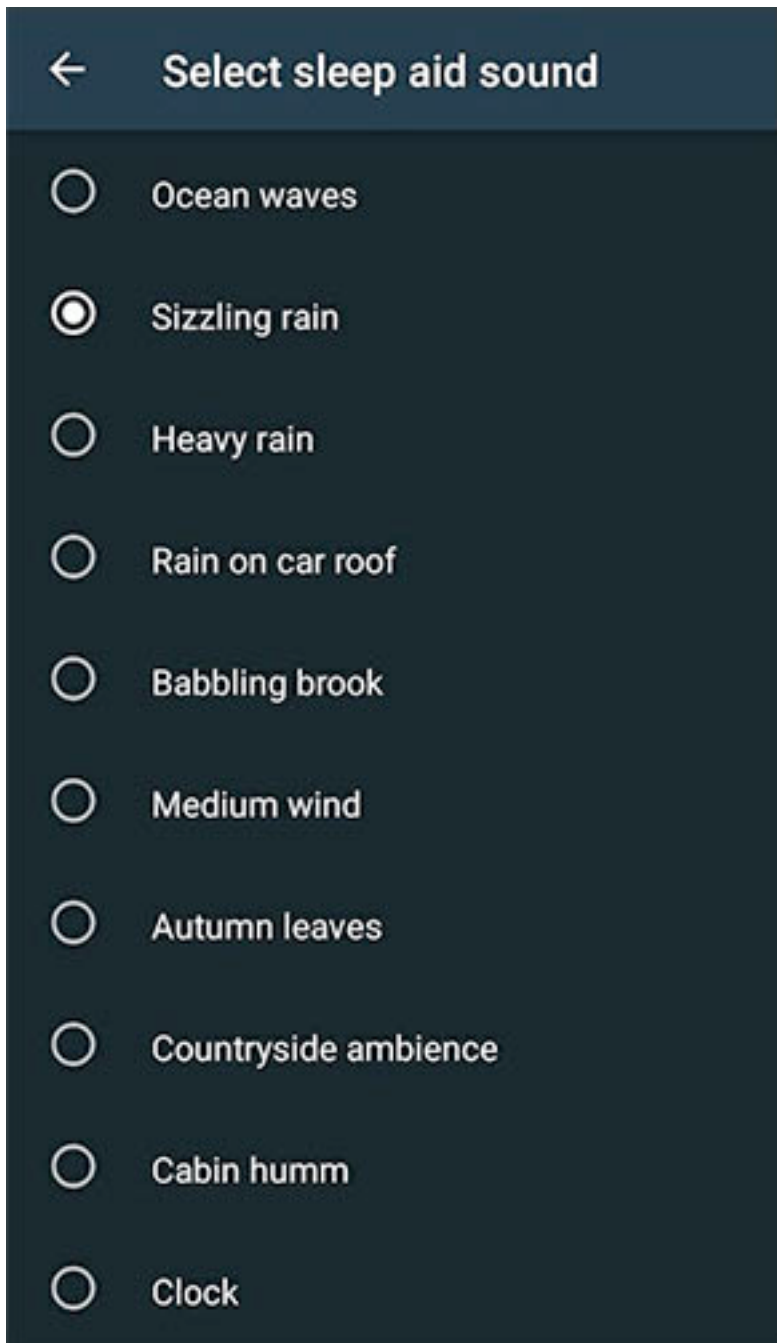 Select sleep aid sound
Ocean waves
Sizzling rain
Heavy rain
Rain on car roof
Babbling brook
Medium wind
Autumn leaves
Countryside ambience
Cabin humm
Clock